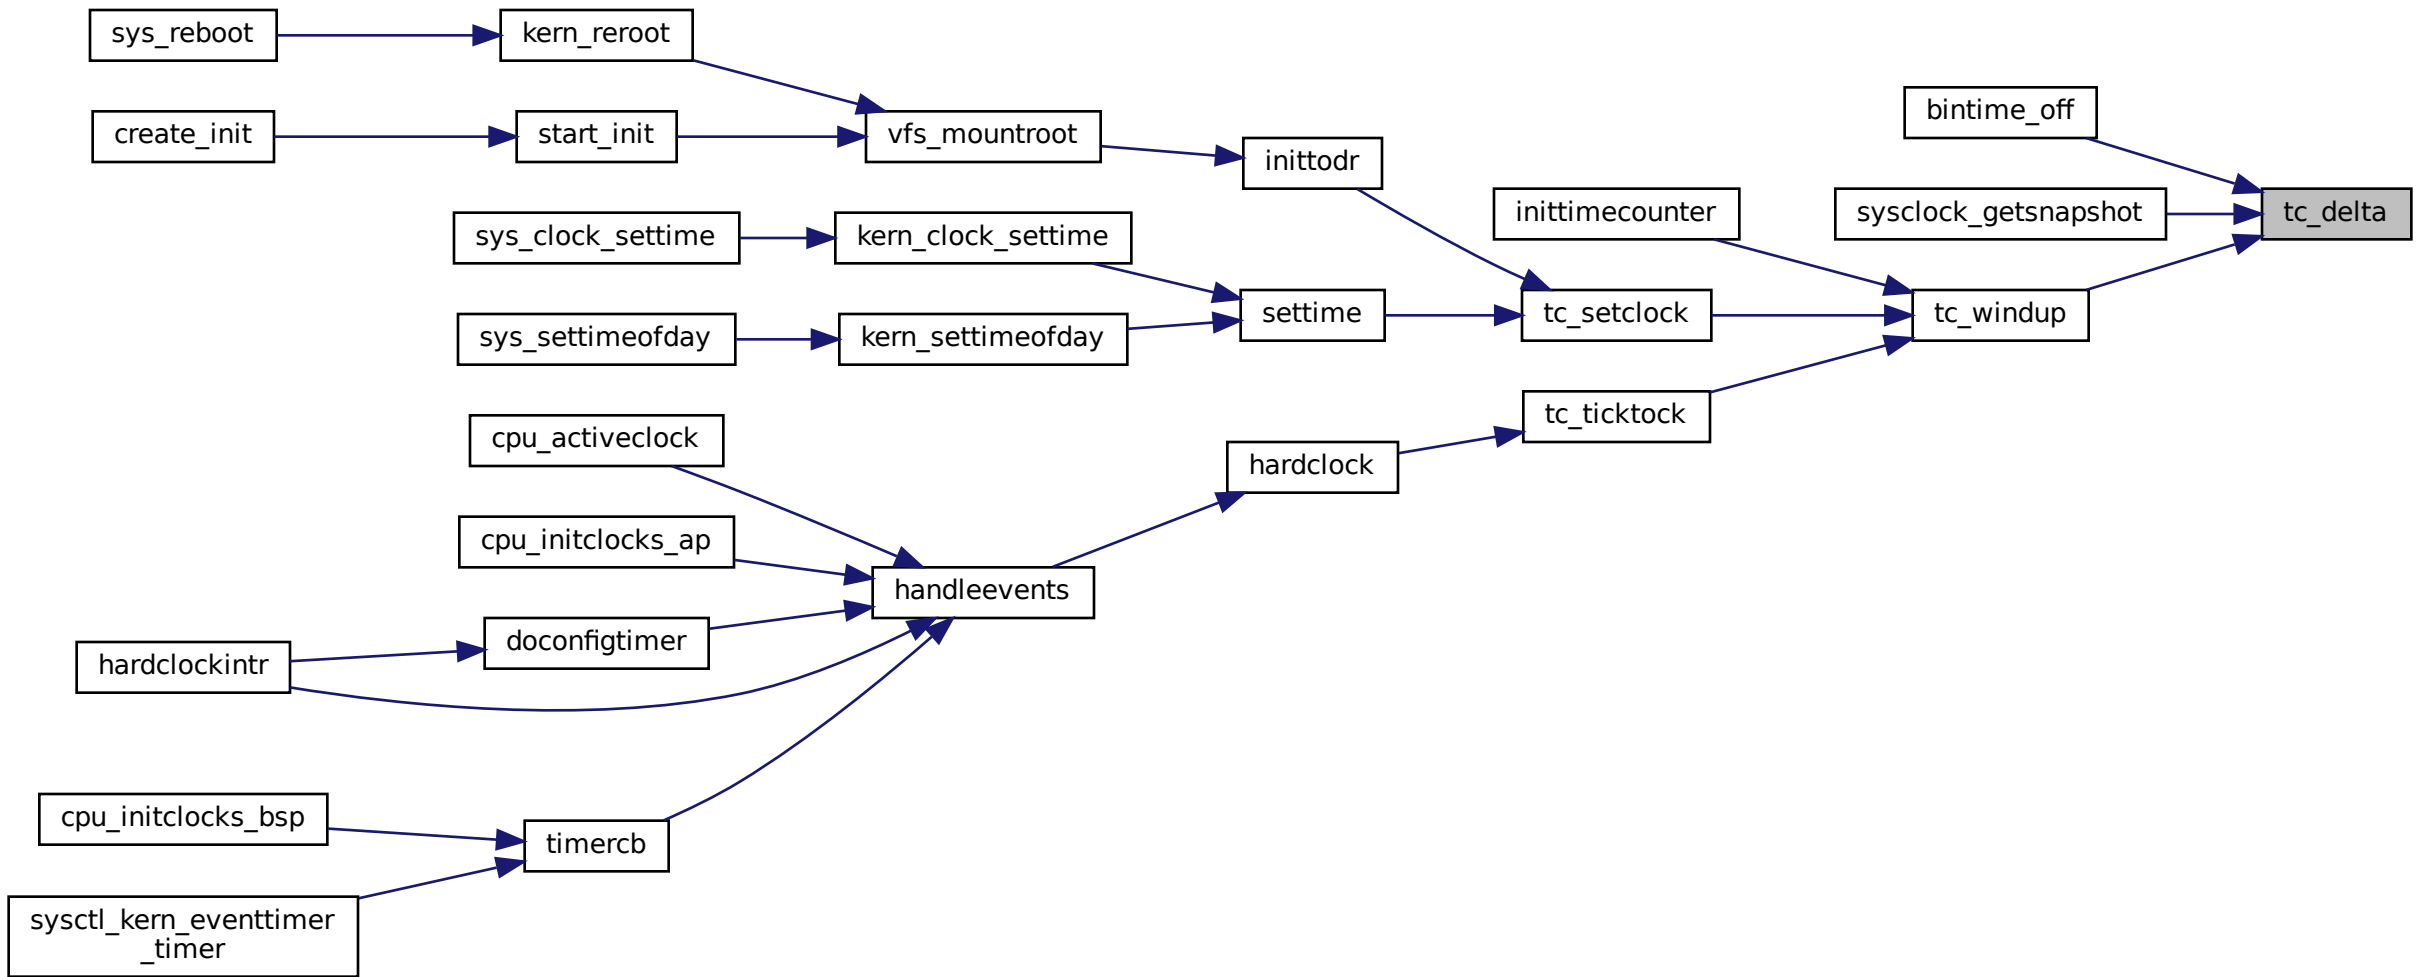 sys_reboot
kern_reroot
create_init
start_init
vfs_mountroot
inittodr
bintime_off
inittimecounter
sysclock_getsnapshot
tc_delta
sys_clock_settime
kern_clock_settime
settime
tc_setclock
tc_windup
sys_settimeofday
kern_settimeofday
tc_ticktock
cpu_activeclock
hardclock
cpu_initclocks_ap
handleevents
doconfigtimer
hardclockintr
cpu_initclocks_bsp
timercb
sysctl_kern_eventtimer
_timer